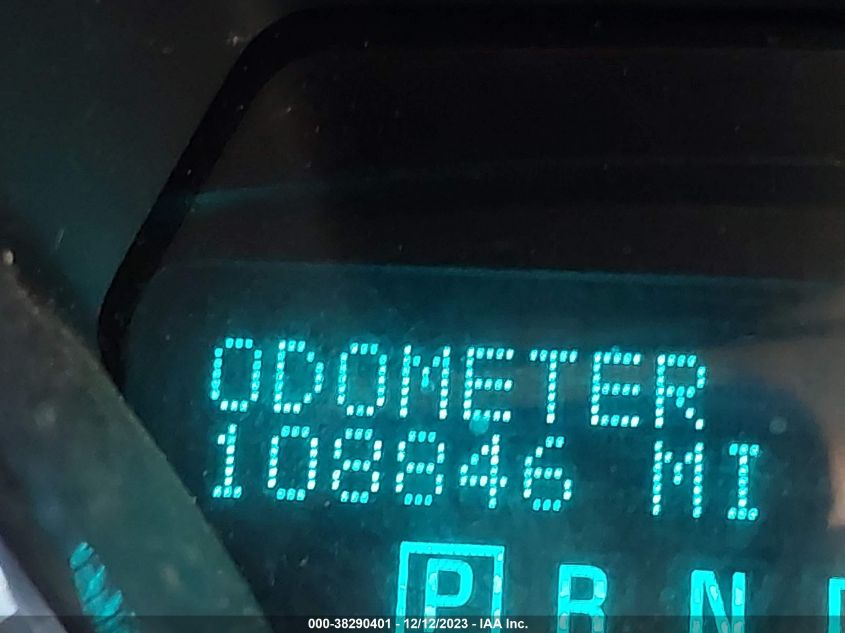 ODOMETER
108846 MI
P R N
000-38290401 - 12/12/2023 - IAA Inc.